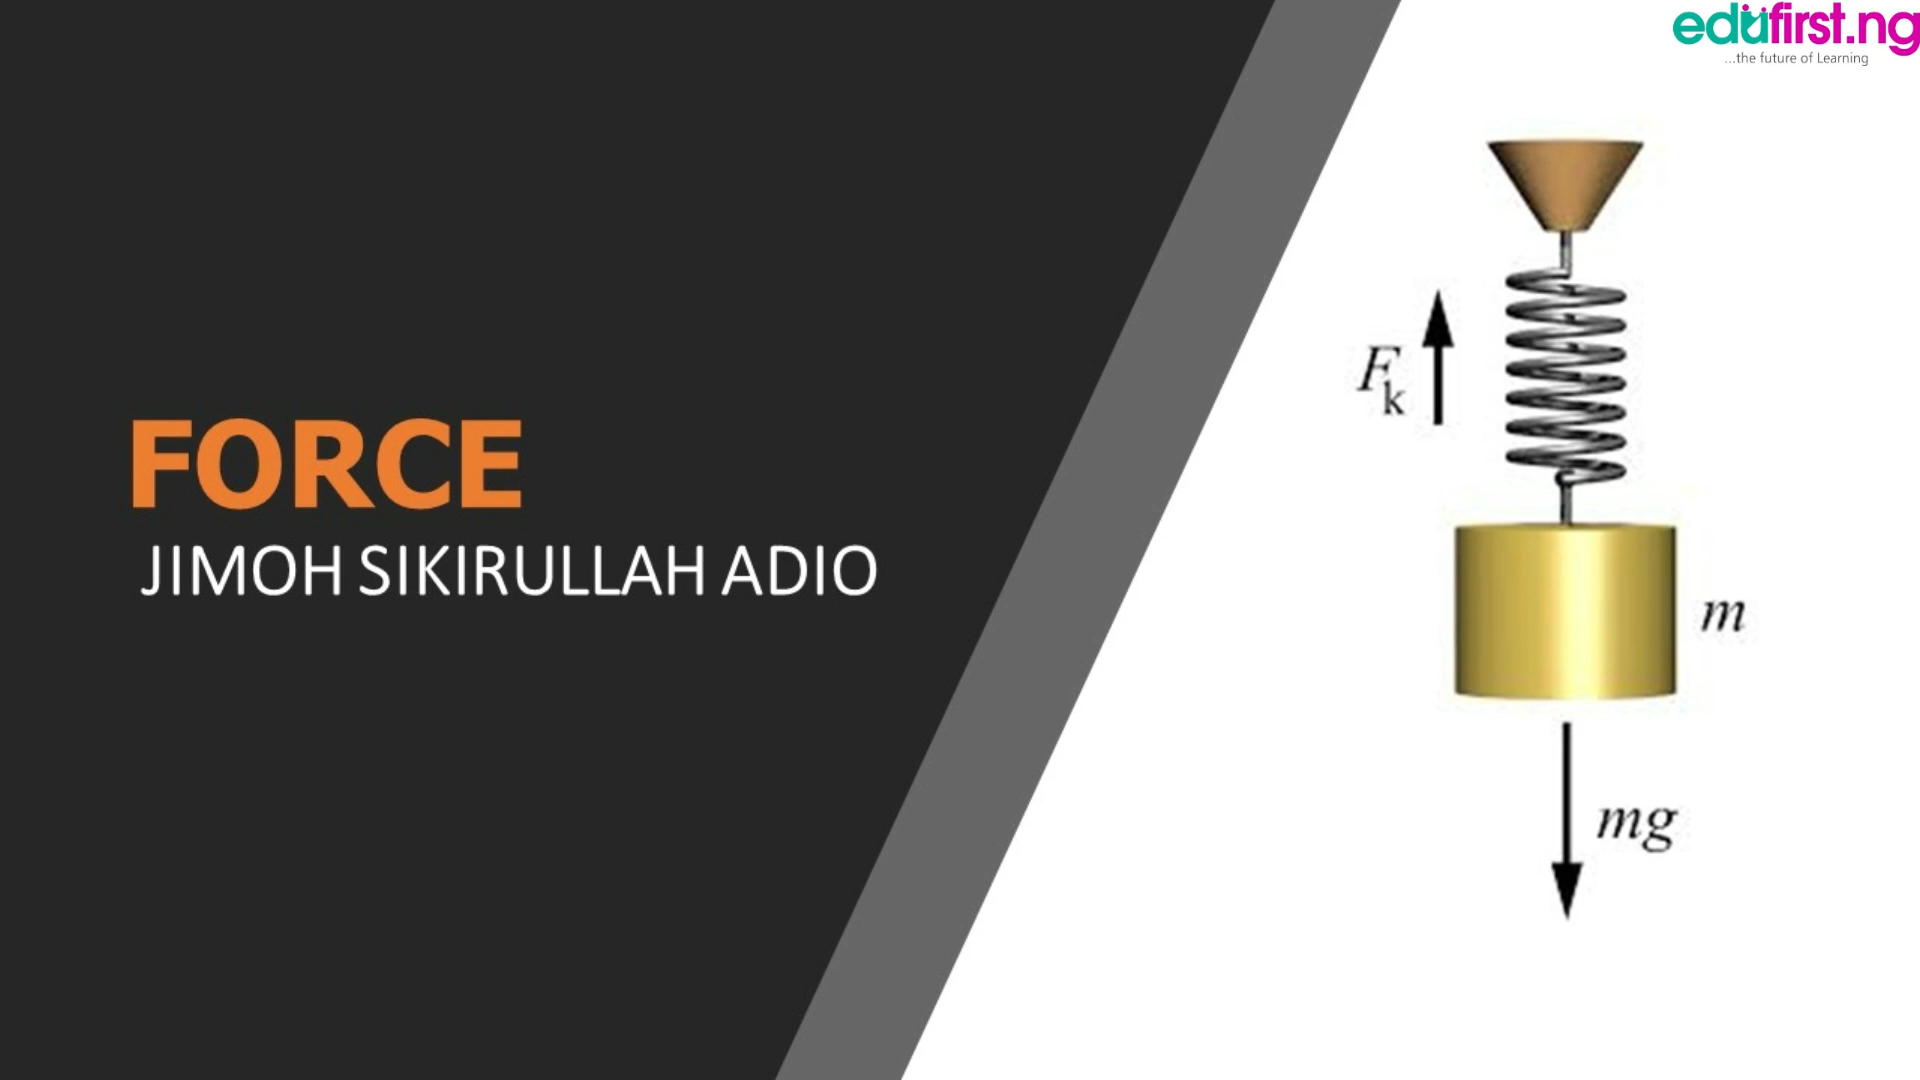 edufirst.ng
...the future of Learning
FORCE
JIMOH SIKIRULLAH ADIO
Fk
m
mg